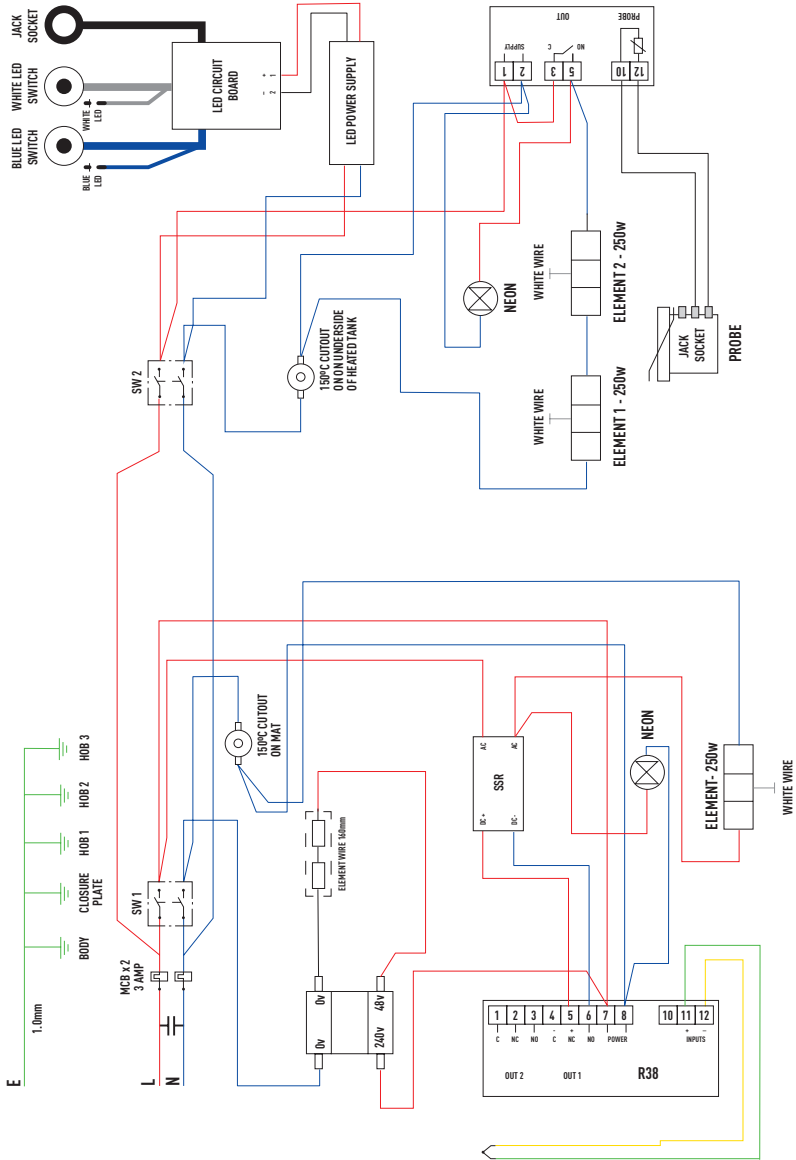 JACK
SOCKET
WHITE LED
SWITCH
BLUE LED
SWITCH
WHITE
LED
BLUE
LED
LED CIRCUIT
BOARD
+
1
-
2
LED POWER SUPPLY
SW 2
150ºC CUTOUT
ON ON UNDERSIDE
OF HEATED TANK
SUPPLY
OUT
C
NO
PROBE
1
2
3
5
10
12
NEON
WHITE WIRE
ELEMENT 2 - 250w
WHITE WIRE
ELEMENT 1 - 250w
JACK
SOCKET
PROBE
E
1.0mm
BODY
CLOSURE
PLATE
HOB 1
HOB 2
HOB 3
L
N
MCB x 2
3 AMP
SW 1
150ºC CUTOUT
ON MAT
ELEMENT WIRE 160mm
0v
0v
240v
48v
SSR
DC +
DC -
AC
AC
NEON
ELEMENT- 250w
WHITE WIRE
1
2
3
4
5
6
7
8
10
11
12
C
NC
NO
-
C
+
NC
NO
POWER
+
-
INPUTS
OUT 2
OUT 1
R38